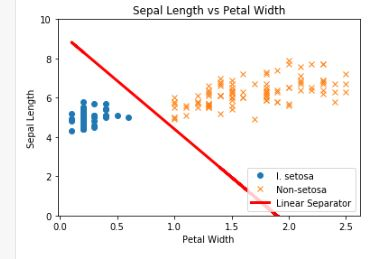 Sepal Length vs Petal Width
10
8
6
4
2
0
Sepal Length
0.0 0.5 1.0 1.5 2.0 2.5
Petal Width
I. setosa
Non-setosa
Linear Separator